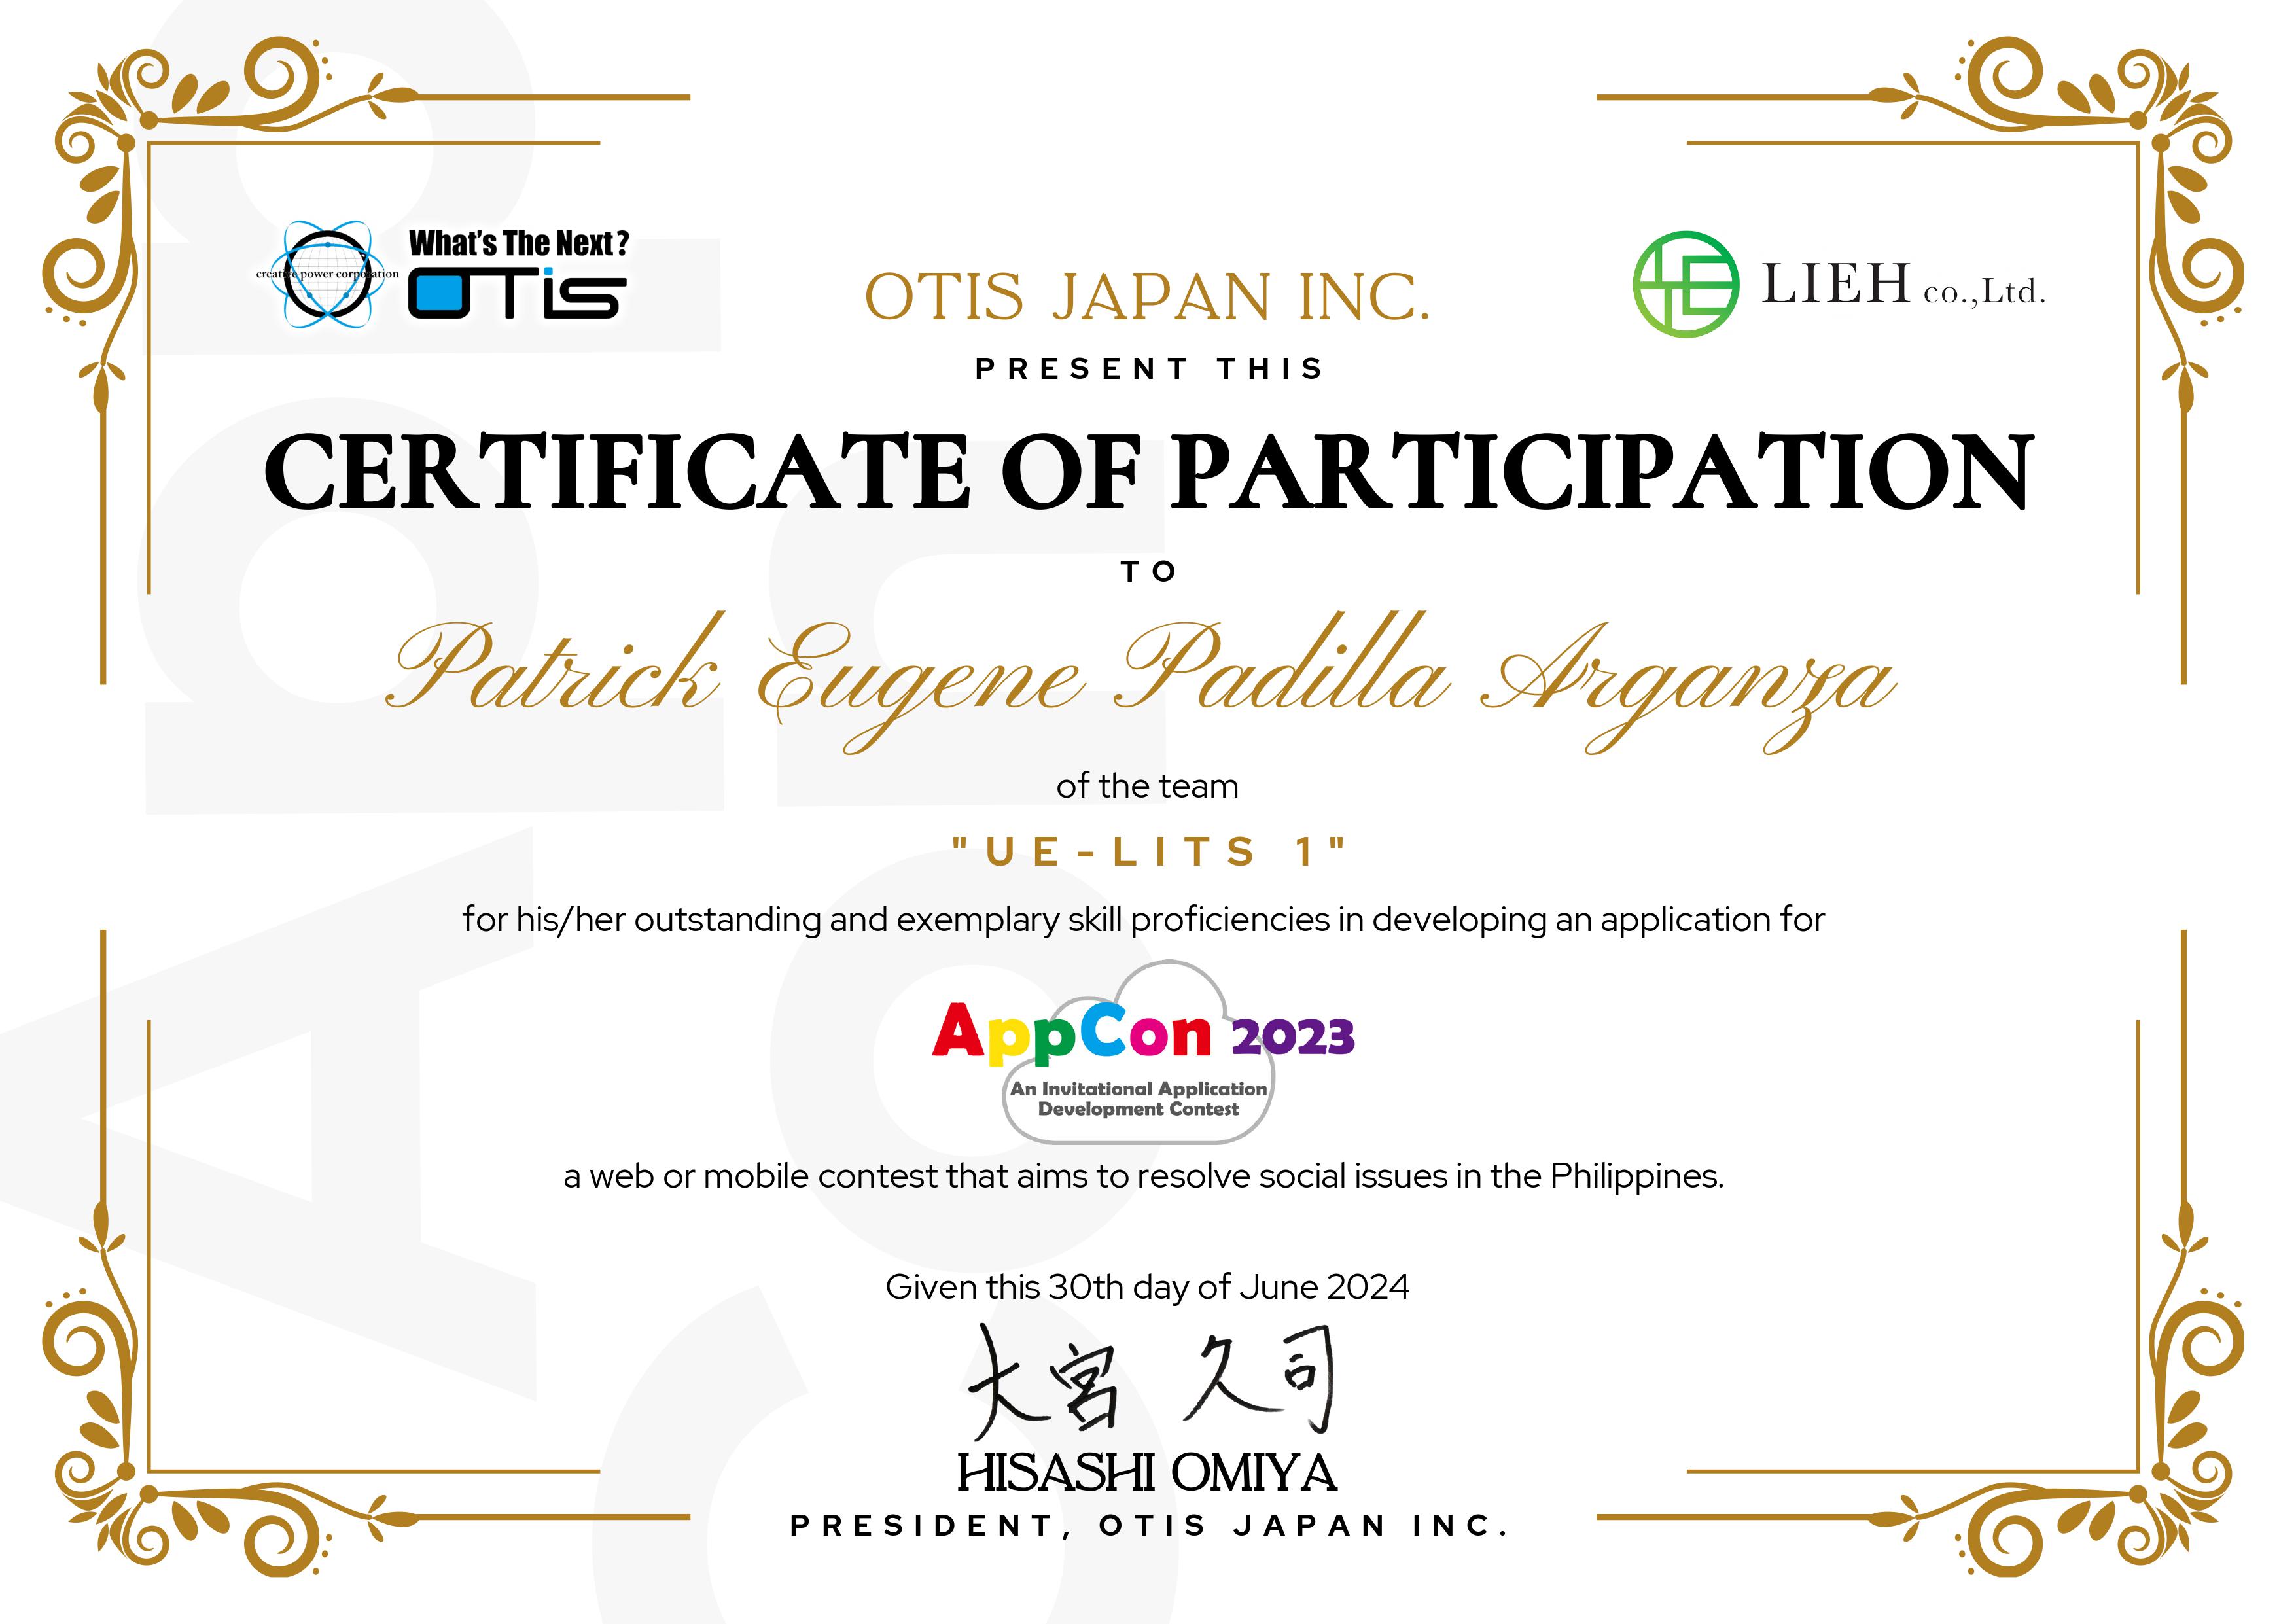 creative power corporation
What's The Next?
OTis
LIEH co.,Ltd.
OTIS JAPAN INC.
PRESENT THIS
CERTIFICATE OF PARTICIPATION
TO
Patrick Eugene Padilla Arganza
of the team
"UE-LITS 1"
for his/her outstanding and exemplary skill proficiencies in developing an application for
AppCon 2023
An Invitational Application
Development Contest
a web or mobile contest that aims to resolve social issues in the Philippines.
Given this 30th day of June 2024
大宮 久司
HISASHI OMIYA
PRESIDENT, OTIS JAPAN INC.
App
Con